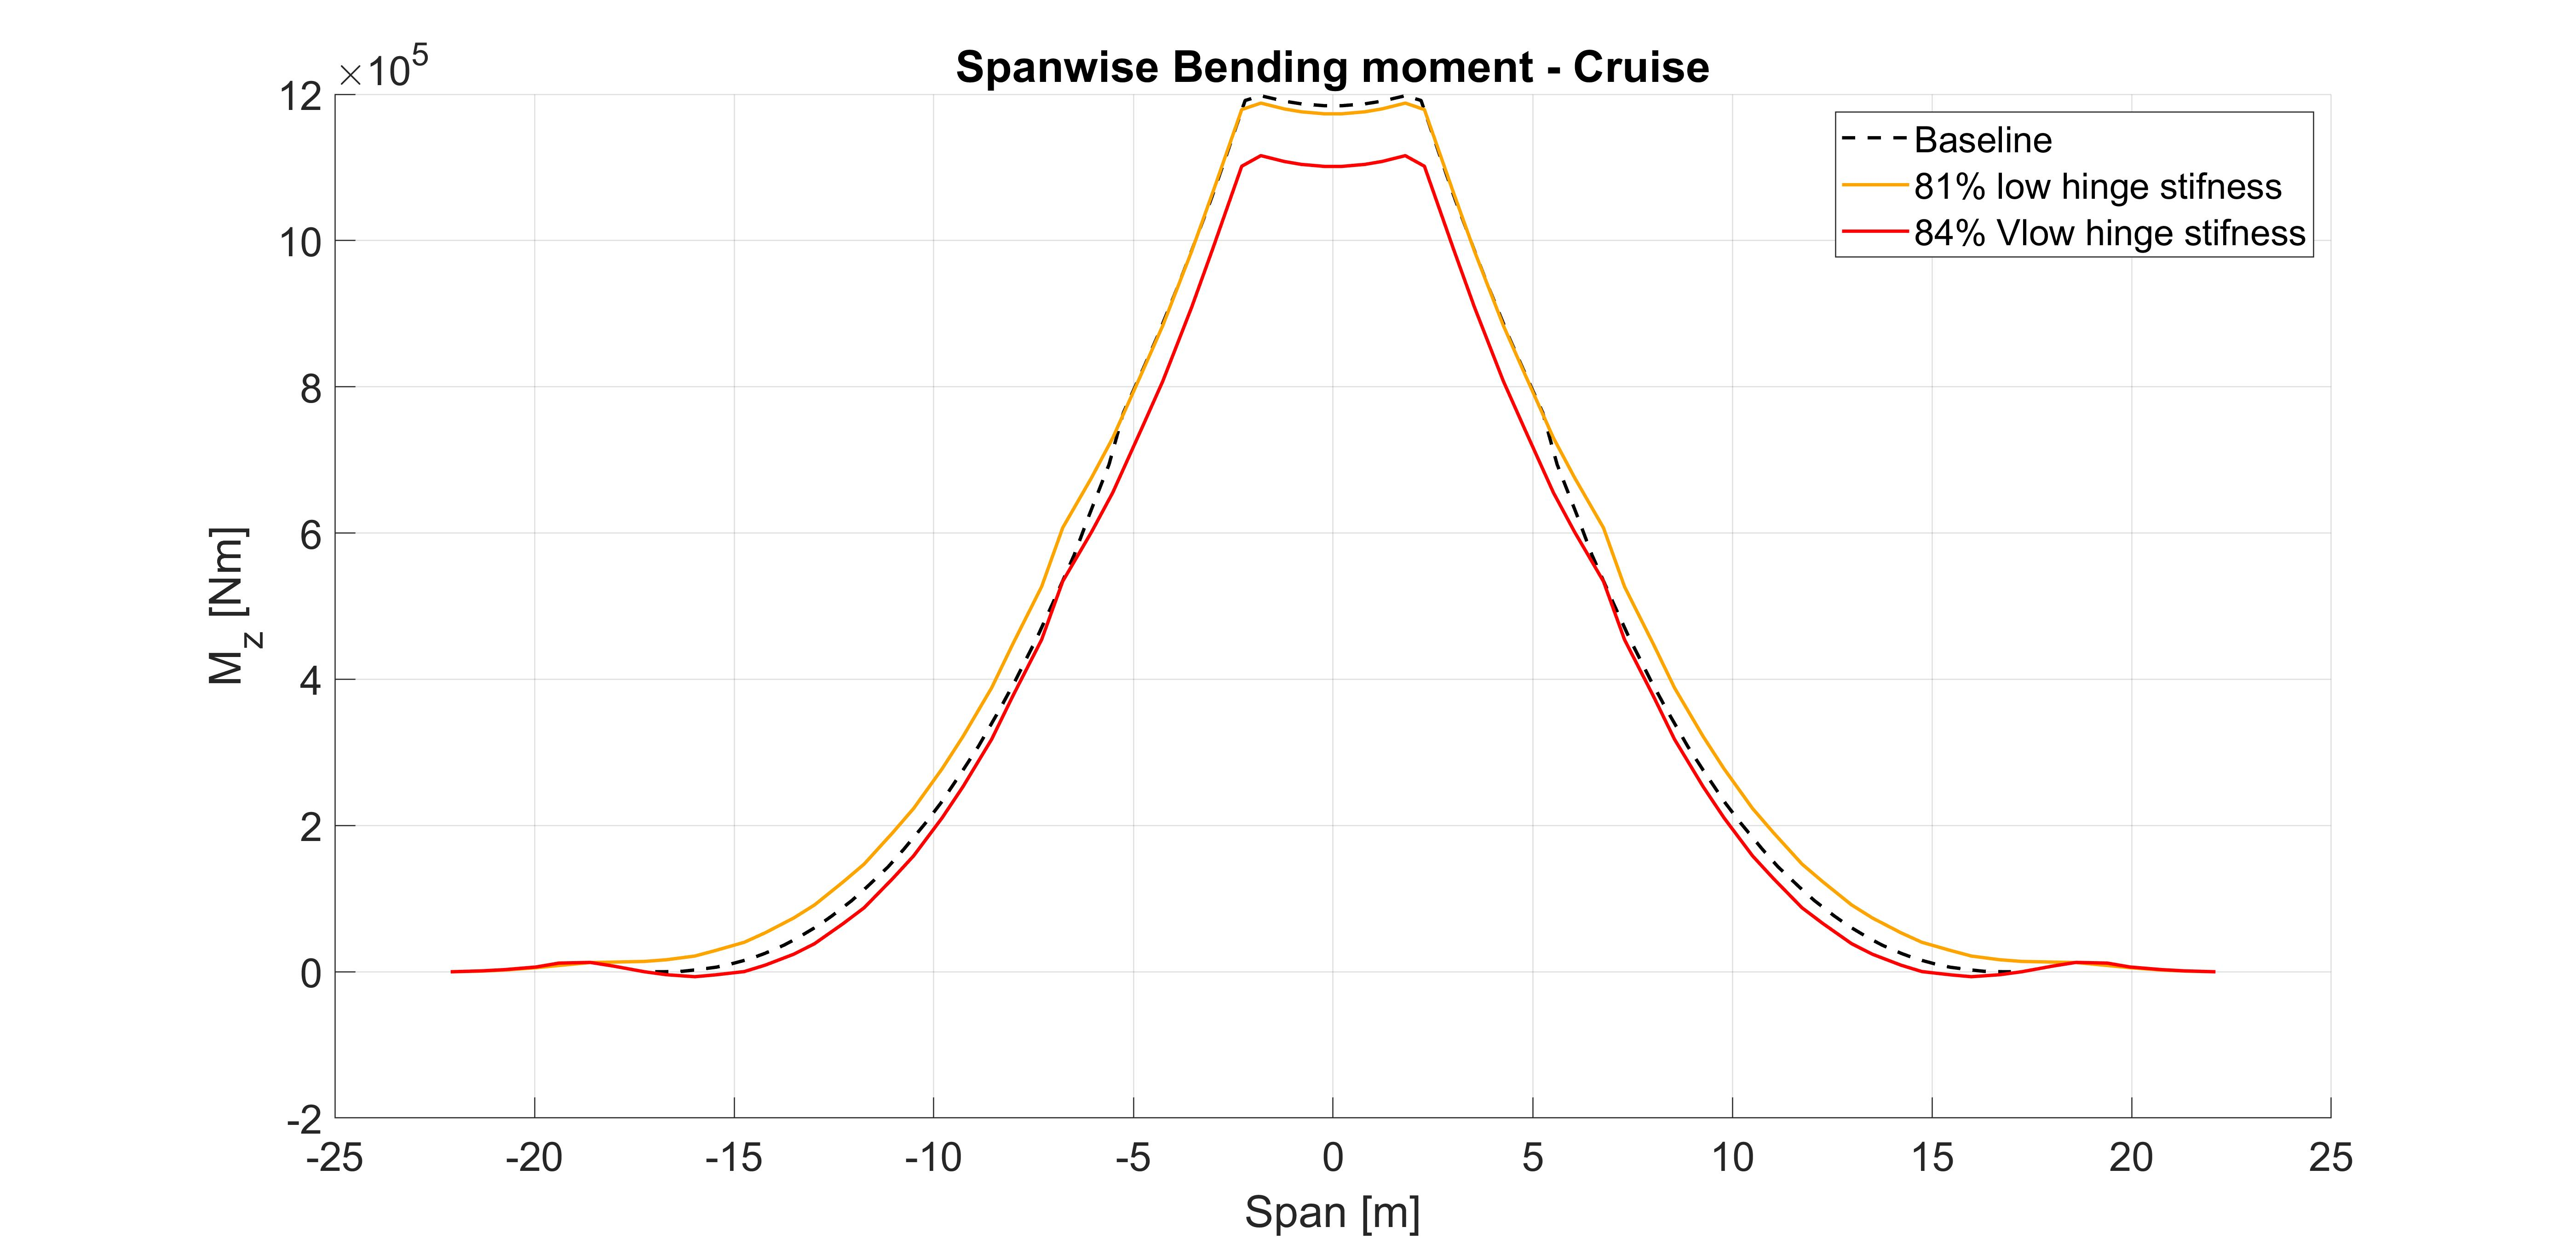 Spanwise Bending moment - Cruise
×10^5
12
10
8
6
4
2
0
-2
M_z [Nm]
Baseline
81% low hinge stifness
84% Vlow hinge stifness
-25 -20 -15 -10 -5 0 5 10 15 20 25
Span [m]